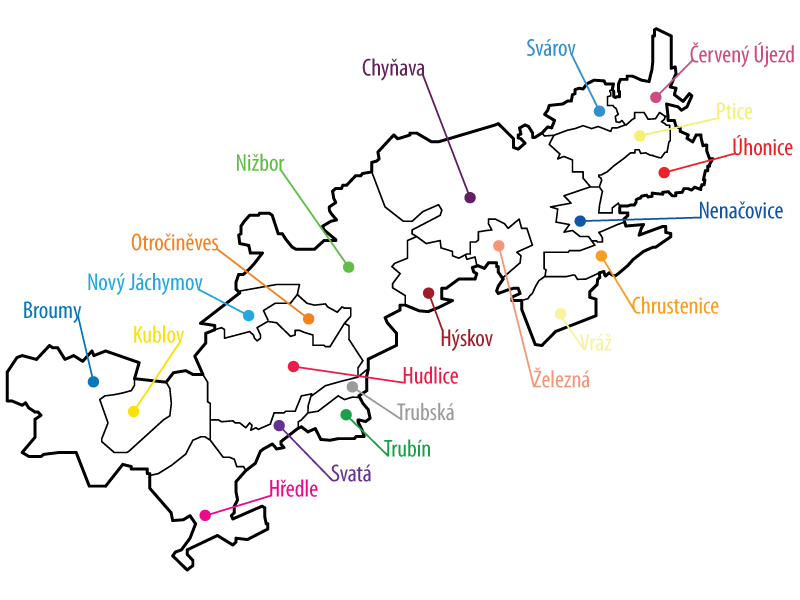 Svárov
Červený Újezd
Chyňava
Ptice
Úhonice
Nižbor
Nenačovice
Otročiněves
Nový Jáchymov
Chrustenice
Broumy
Kublov
Hýskov
Vráž
Hudlice
Železná
Trubská
Trubín
Svatá
Hředle